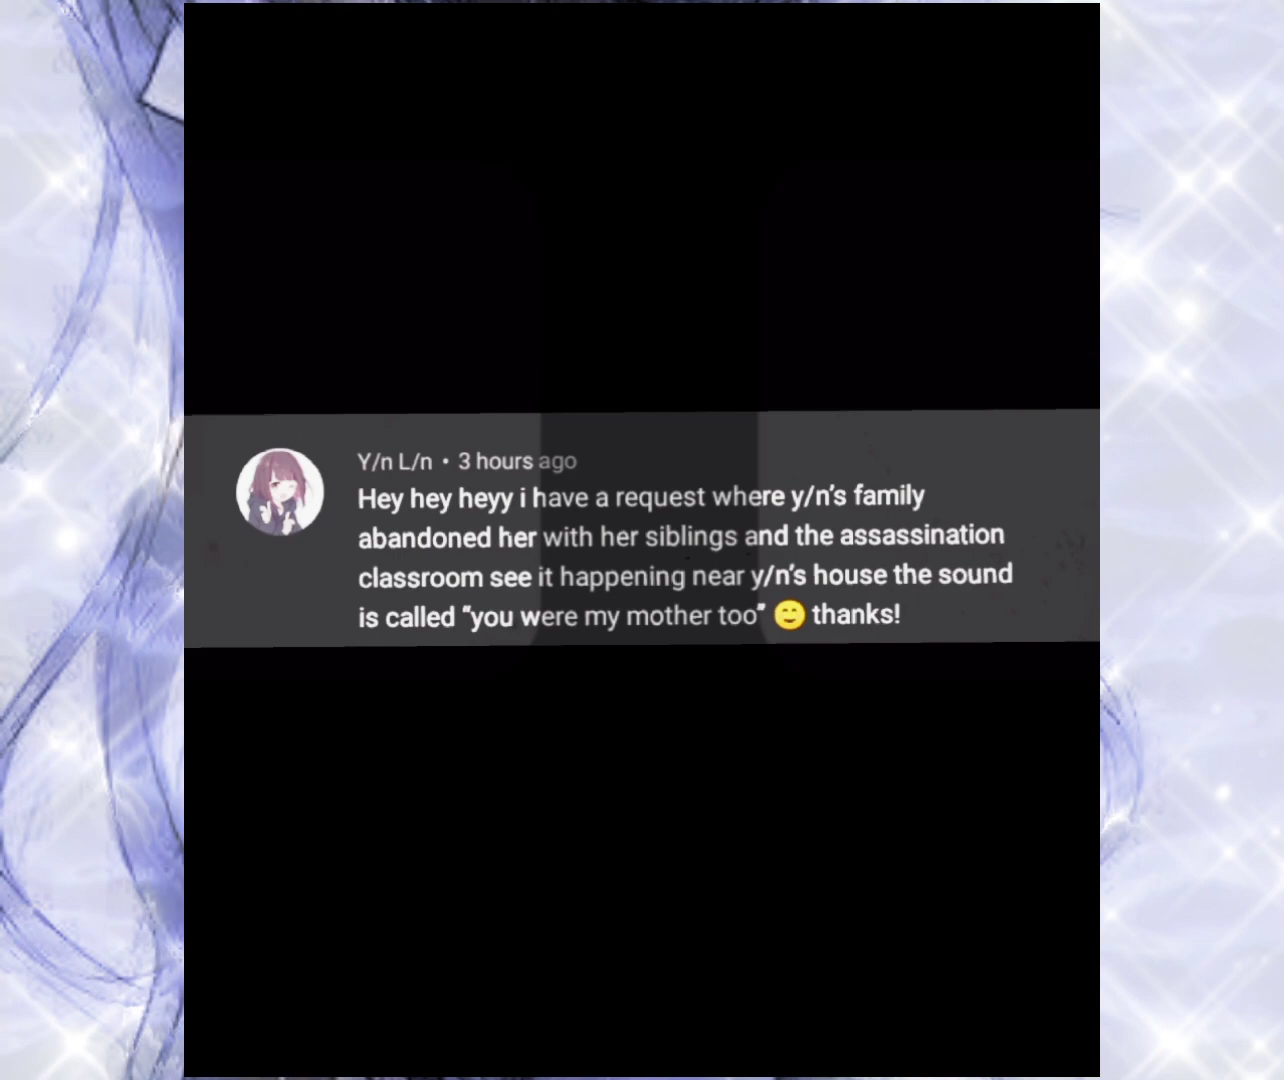 Y/n L/n • 3 hours ago
Hey hey heyy i have a request where y/n’s family
abandoned her with her siblings and the assassination
classroom see it happening near y/n’s house the sound
is called “you were my mother too” 😊 thanks!